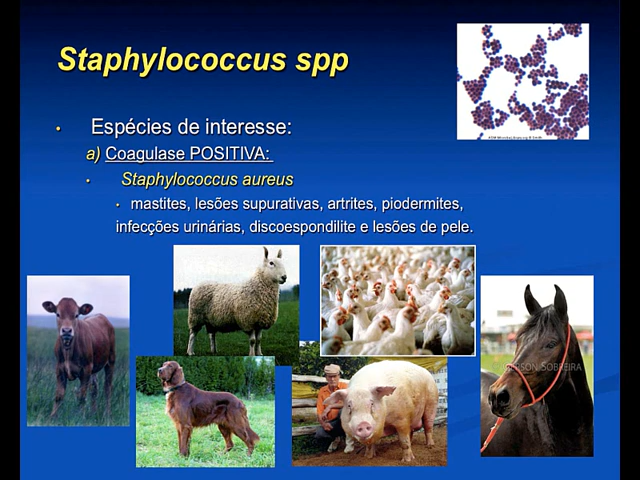 Staphylococcus spp
• Espécies de interesse:
a) Coagulase POSITIVA:
• Staphylococcus aureus
• mastites, lesões supurativas, artrites, piodermites,
infecções urinárias, discoespondilite e lesões de pele.
SOBREIRA